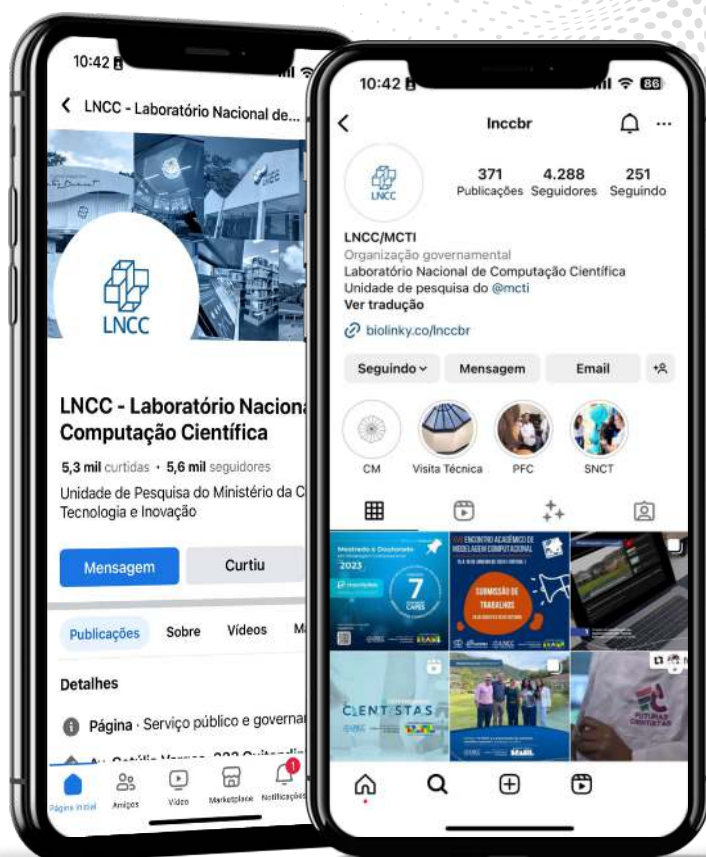 10:42
LNCC - Laboratório Nacional de...
LNCC
LNCC - Laboratório Naciona
Computação Científica
5,3 mil curtidas · 5,6 mil seguidores
Unidade de Pesquisa do Ministério da C
Tecnologia e Inovação
Mensagem
Curtiu
Publicações
Sobre
Vídeos
Detalhes
Página · Serviço público e governa
1
Página inicial
Amigos
Vídeo
Marketplace
Notificações
10:42
86
lnccbr
LNCC
371
4.288
251
Publicações
Seguidores
Seguindo
LNCC/MCTI
Organização governamental
Laboratório Nacional de Computação Científica
Unidade de pesquisa do @mcti
Ver tradução
biolinky.co/lnccbr
Seguindo
Mensagem
Email
CM
Visita Técnica
PFC
SNCT
Mestrado e Doutorado
2023
7
CAPES
ENCONTRO ACADÊMICO DE
MODELAGEM COMPUTACIONAL
SUBMISSÃO DE
TRABALHOS
CIENTISTAS
FUTURAS
CIENTISTAS